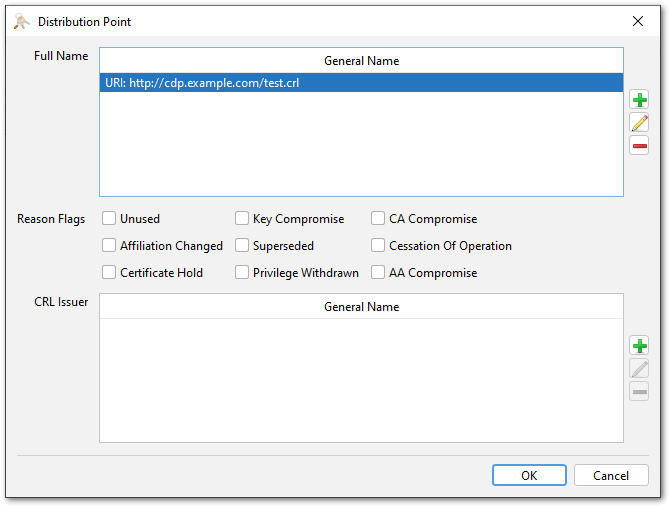 Distribution Point
Full Name
General Name
URI: http://cdp.example.com/test.crl
Reason Flags
Unused
Key Compromise
CA Compromise
Affiliation Changed
Superseded
Cessation Of Operation
Certificate Hold
Privilege Withdrawn
AA Compromise
CRL Issuer
General Name
OK
Cancel